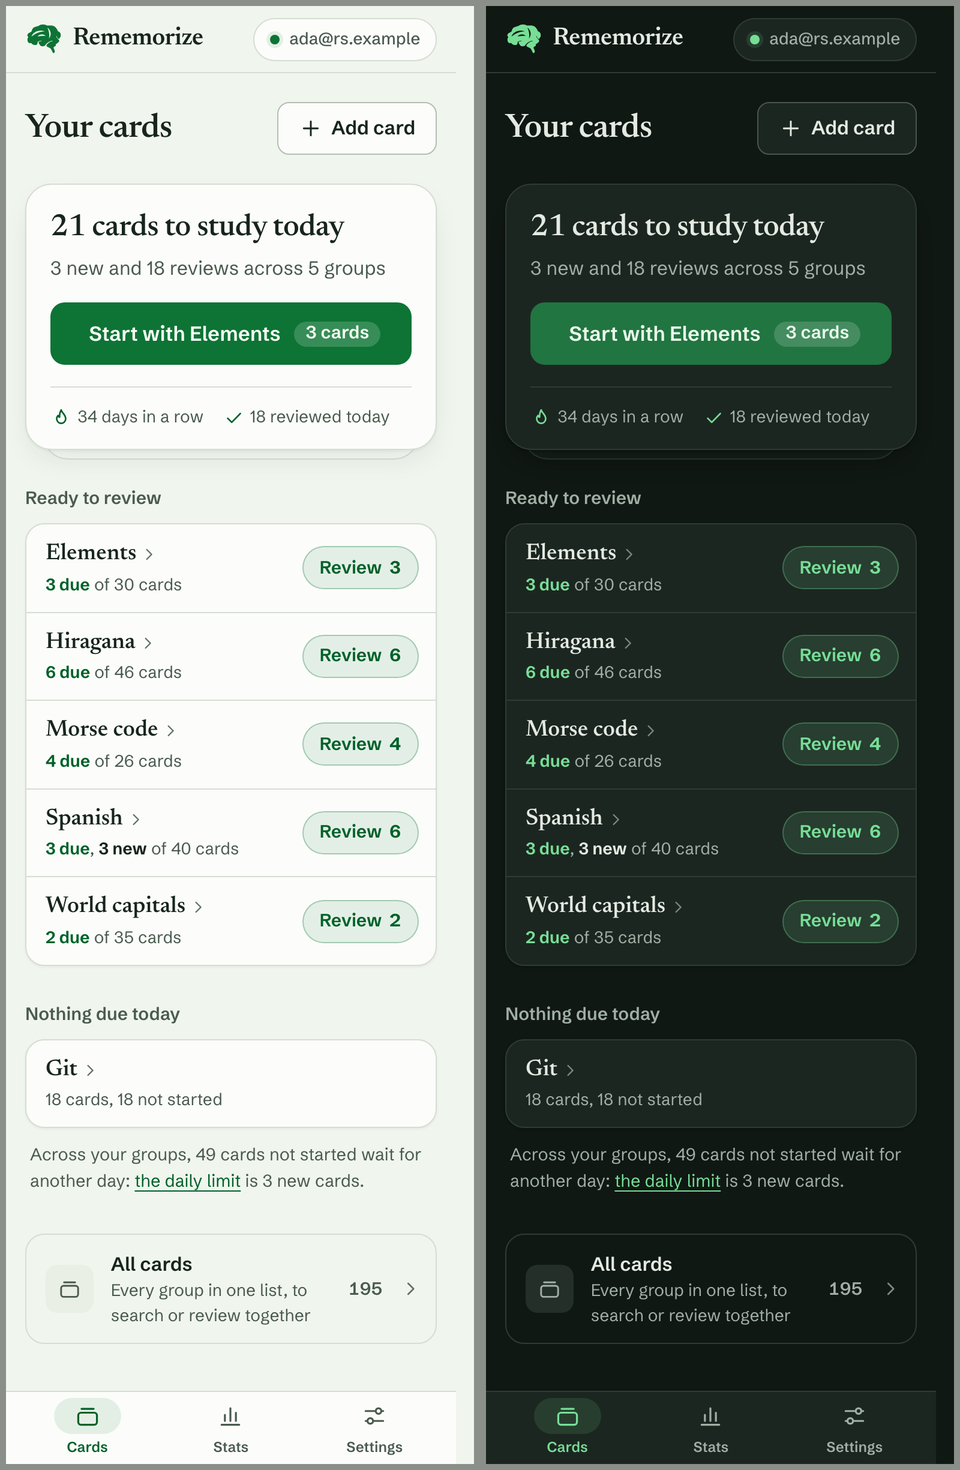 Rememorize
ada@rs.example
Your cards
Add card
21 cards to study today
3 new and 18 reviews across 5 groups
Start with Elements 3 cards
34 days in a row 18 reviewed today
Ready to review
Elements
3 due of 30 cards
Review 3
Hiragana
6 due of 46 cards
Review 6
Morse code
4 due of 26 cards
Review 4
Spanish
3 due, 3 new of 40 cards
Review 6
World capitals
2 due of 35 cards
Review 2
Nothing due today
Git
18 cards, 18 not started
Across your groups, 49 cards not started wait for
another day: the daily limit is 3 new cards.
All cards
Every group in one list, to
search or review together
195
Cards
Stats
Settings
Rememorize
ada@rs.example
Your cards
Add card
21 cards to study today
3 new and 18 reviews across 5 groups
Start with Elements 3 cards
34 days in a row 18 reviewed today
Ready to review
Elements
3 due of 30 cards
Review 3
Hiragana
6 due of 46 cards
Review 6
Morse code
4 due of 26 cards
Review 4
Spanish
3 due, 3 new of 40 cards
Review 6
World capitals
2 due of 35 cards
Review 2
Nothing due today
Git
18 cards, 18 not started
Across your groups, 49 cards not started wait for
another day: the daily limit is 3 new cards.
All cards
Every group in one list, to
search or review together
195
Cards
Stats
Settings